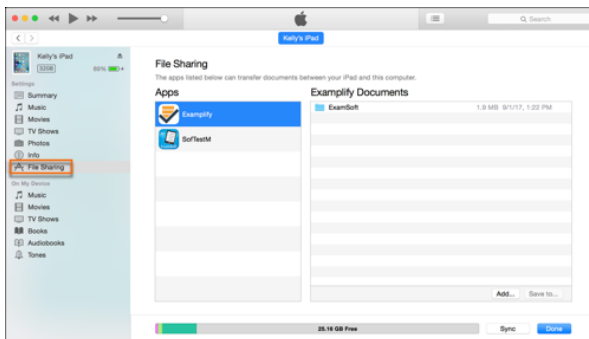 Search
Kelly's iPad
Kelly's iPad
32GB
Settings
Summary
Music
Movies
TV Shows
Photos
Info
File Sharing
On My Device
Music
Movies
TV Shows
Books
Audiobooks
Tones
File Sharing
The apps listed below can transfer documents between your iPad and this computer.
Apps
Examplify
SofTestM
Examplify Documents
ExamSoft 1.9 MB 9/1/17, 1:22 PM
Add... Save to...
25.16 GB Free
Sync Done